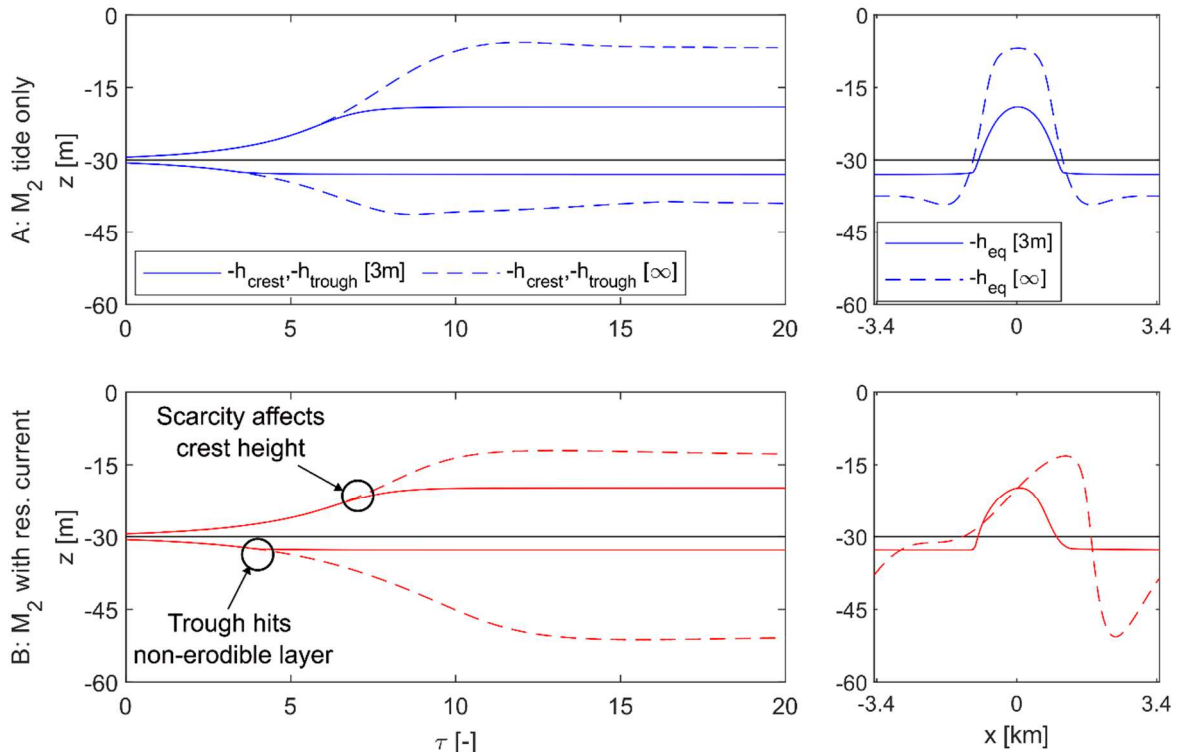 0
-15
-30
-45
-60
z [m]
A: M2 tide only
-hcrest,-htrough [3m]
-hcrest,-htrough [∞]
0
5
10
15
20
0
-15
-30
-45
-60
-heq [3m]
-heq [∞]
-3.4
0
3.4
0
-15
-30
-45
-60
z [m]
B: M2 with res. current
Scarcity affects
crest height
Trough hits
non-erodible layer
0
5
10
15
20
τ [-]
0
-15
-30
-45
-60
-3.4
0
3.4
x [km]